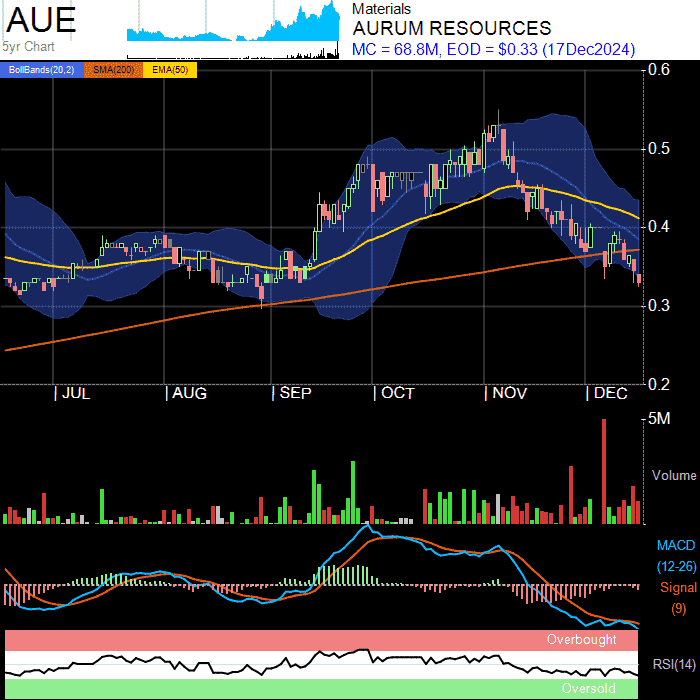 AUE
5yr Chart
Materials
AURUM RESOURCES
MC = 68.8M, EOD = $0.33 (17Dec2024)
BollBands(20,2) SMA(200) EMA(50)
0.6
0.5
0.4
0.3
0.2
| JUL | AUG | SEP | OCT | NOV | DEC
5M
Volume
MACD
(12-26)
Signal
(9)
Overbought
RSI(14)
Oversold